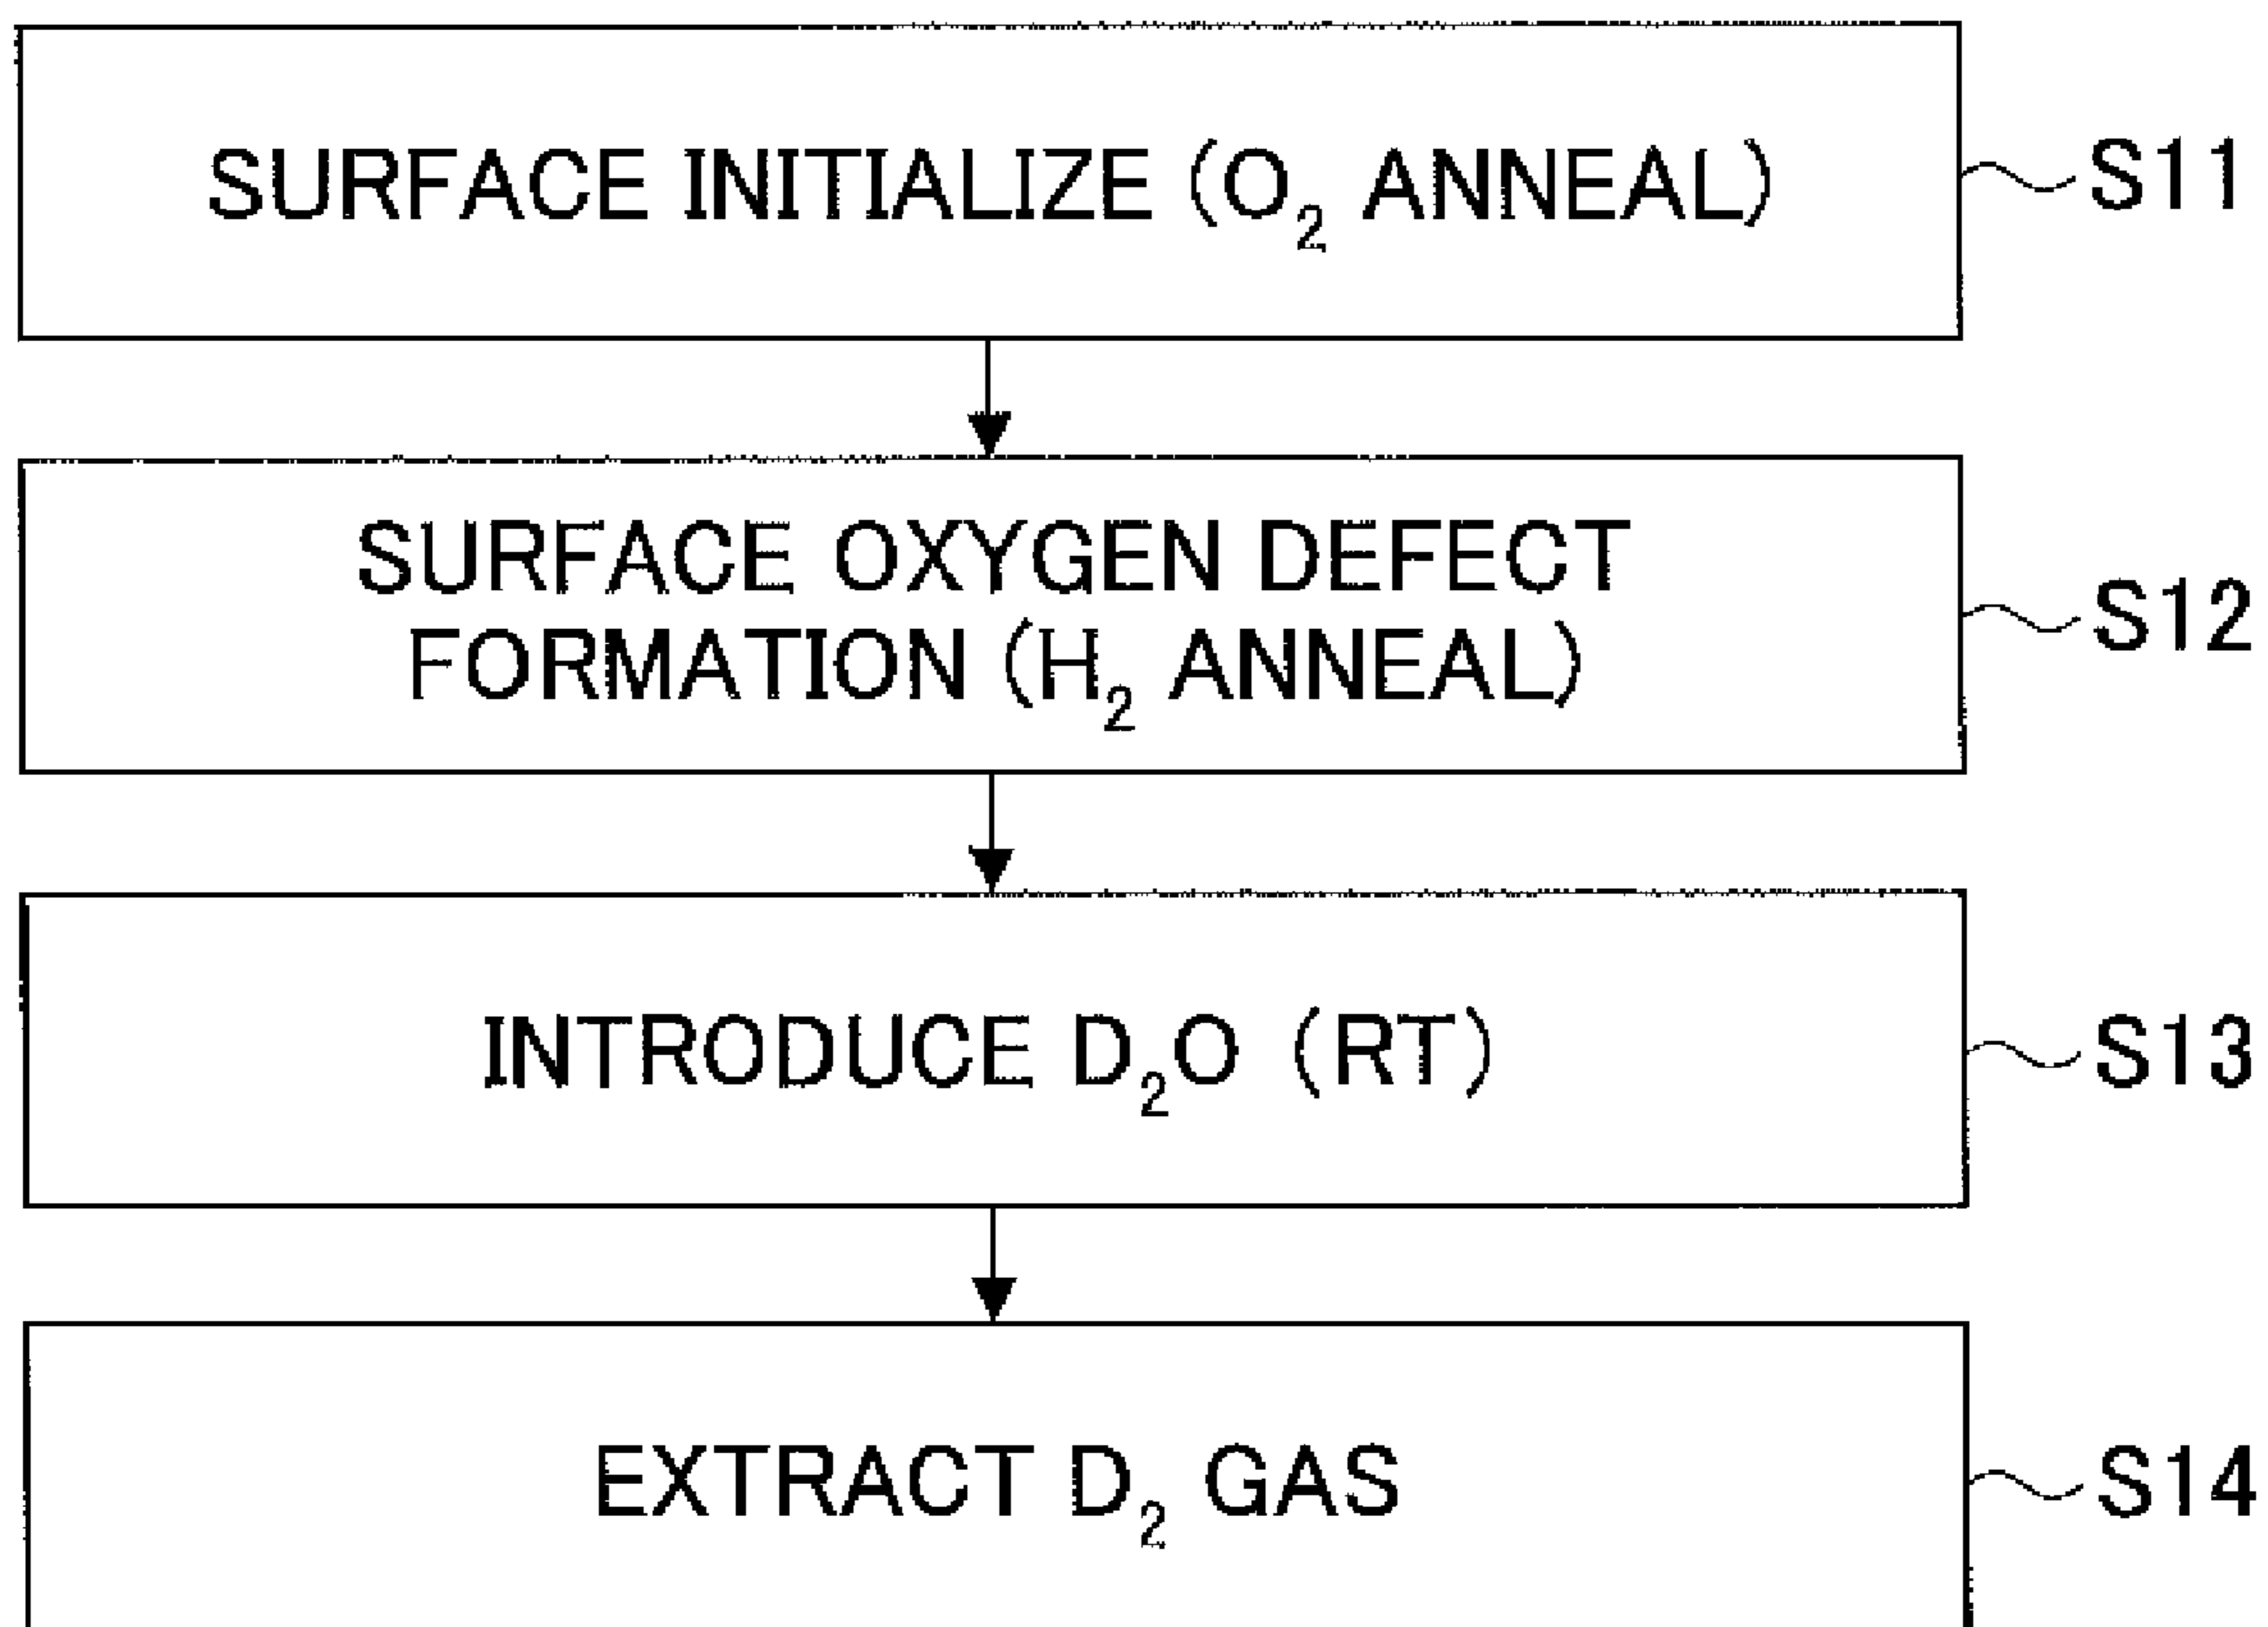 SURFACE INITIALIZE (O₂ ANNEAL)
S11
SURFACE OXYGEN DEFECT
FORMATION (H₂ ANNEAL)
S12
INTRODUCE D₂O (RT)
S13
EXTRACT D₂ GAS
S14